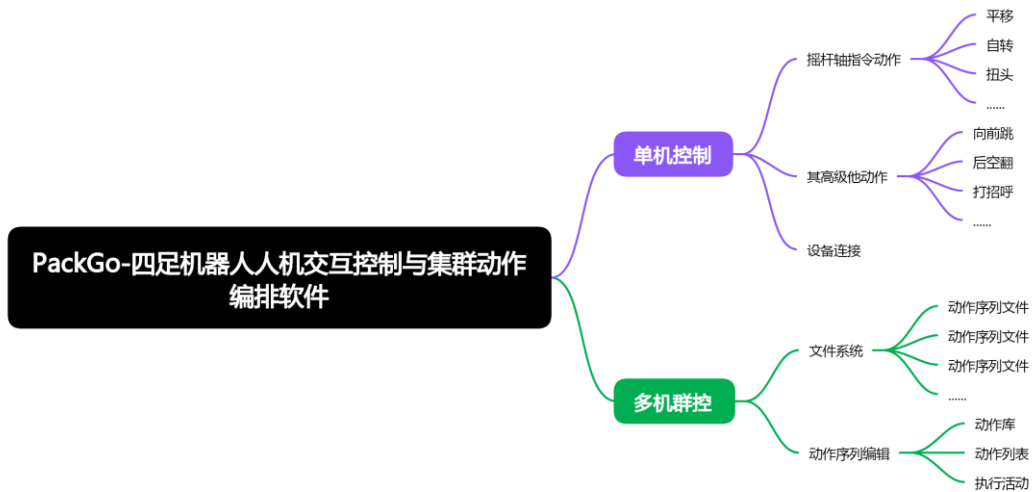 PackGo-四足机器人人机交互控制与集群动作
编排软件
单机控制
摇杆轴指令动作
平移
自转
扭头
......
其高级他动作
向前跳
后空翻
打招呼
......
设备连接
多机群控
文件系统
动作序列文件
动作序列文件
动作序列文件
......
动作序列编辑
动作库
动作列表
执行活动